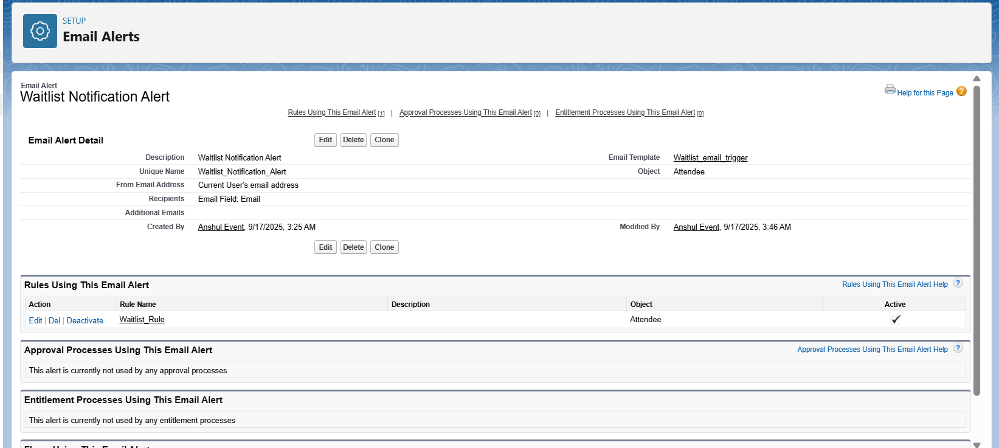 SETUP
Email Alerts
Email Alert
Waitlist Notification Alert
Help for this Page ?
Rules Using This Email Alert [1] | Approval Processes Using This Email Alert [0] | Entitlement Processes Using This Email Alert [0]
Email Alert Detail Edit Delete Clone
Description Waitlist Notification Alert Email Template Waitlist_email_trigger
Unique Name Waitlist_Notification_Alert Object Attendee
From Email Address Current User's email address
Recipients Email Field: Email
Additional Emails
Created By Anshul Event, 9/17/2025, 3:25 AM Modified By Anshul Event, 9/17/2025, 3:46 AM
Edit Delete Clone
Rules Using This Email Alert Rules Using This Email Alert Help ?
Action Rule Name Description Object Active
Edit | Del | Deactivate Waitlist_Rule Attendee
Approval Processes Using This Email Alert Approval Processes Using This Email Alert Help ?
This alert is currently not used by any approval processes
Entitlement Processes Using This Email Alert
This alert is currently not used by any entitlement processes
Using This Email Alert